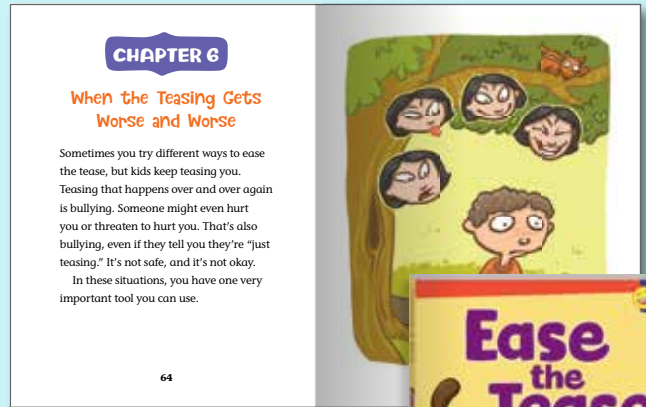 CHAPTER 6
When the Teasing Gets
Worse and Worse
Sometimes you try different ways to ease
the tease, but kids keep teasing you.
Teasing that happens over and over again
is bullying. Someone might even hurt
you or threaten to hurt you. That’s also
bullying, even if they tell you they’re “just
teasing.” It’s not safe, and it’s not okay.
In these situations, you have one very
important tool you can use.
64
Ease
the
Tease